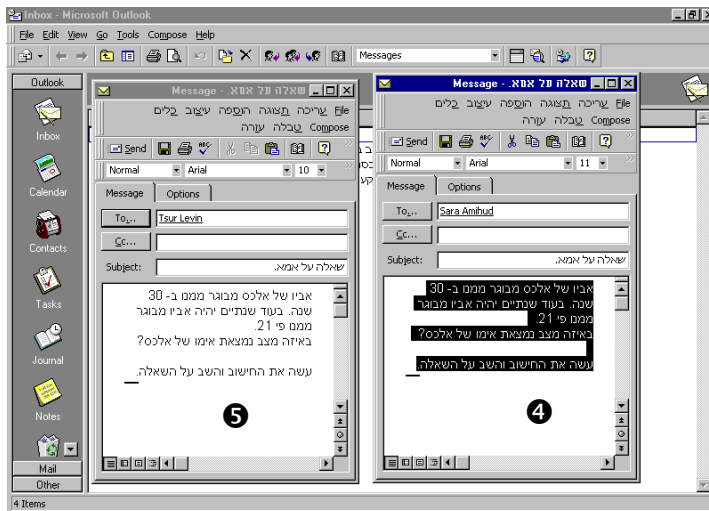 Inbox - Microsoft Outlook
File Edit View Go Tools Compose Help
Messages
Outlook
Inbox
Calendar
Contacts
Tasks
Journal
Notes
Mail
Other
4 Items
שאלה על אמא. - Message
File עריכה תצוגה הוספה עיצוב כלים
Compose טבלה עזרה
Send
Normal Arial 10
Message Options
To... Tsur Levin
Cc...
Subject: שאלה על אמא.
אביו של אלכס מבוגר ממנו ב- 30
שנה. בעוד שנתיים יהיה אביו מבוגר
ממנו פי 21.
באיזה מצב נמצאת אימו של אלכס?
עשה את החישוב והשב על השאלה.
5
שאלה על אמא. - Message
File עריכה תצוגה הוספה עיצוב כלים
Compose טבלה עזרה
Send
Normal Arial 11
Message Options
To... Sara Amihud
Cc...
Subject: שאלה על אמא.
אביו של אלכס מבוגר ממנו ב- 30
שנה. בעוד שנתיים יהיה אביו מבוגר
ממנו פי 21.
באיזה מצב נמצאת אימו של אלכס?
עשה את החישוב והשב על השאלה.
4